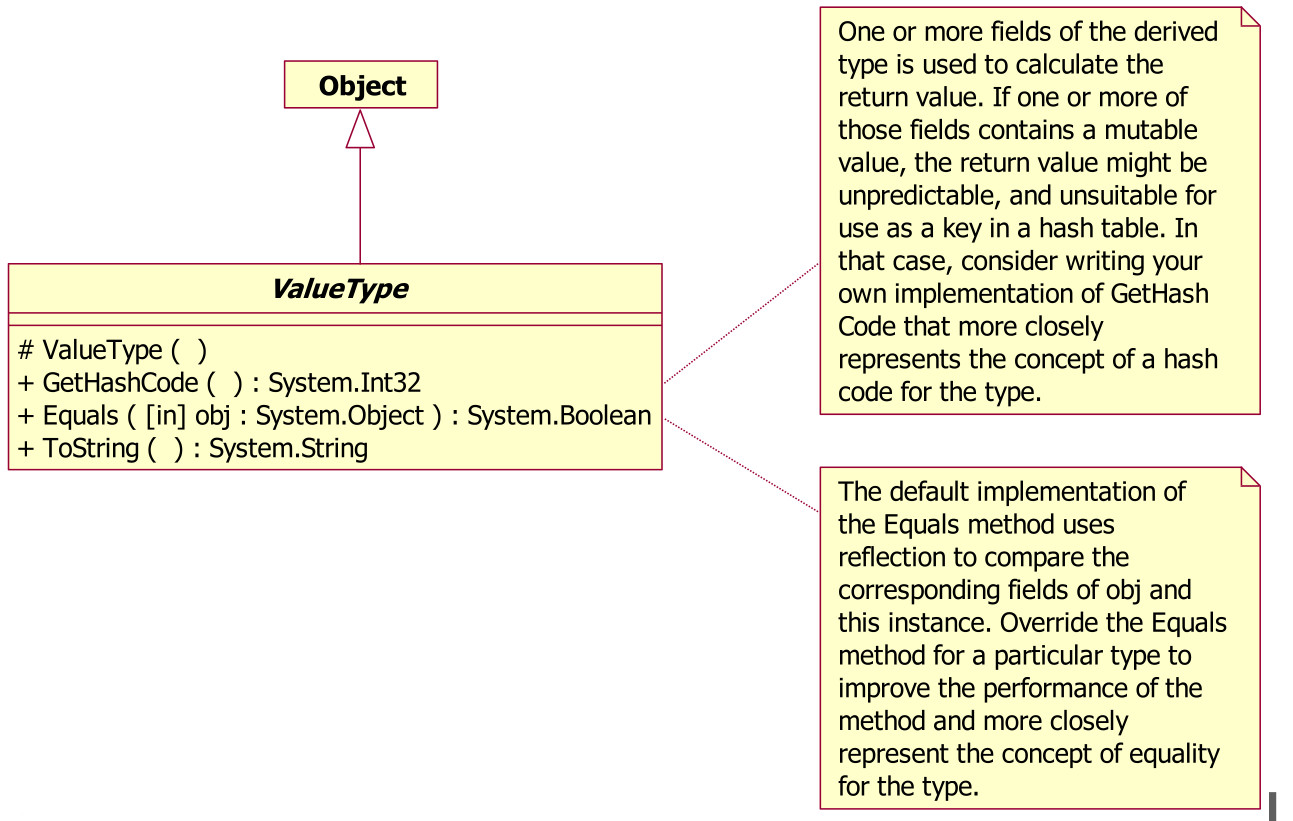 Object
ValueType
# ValueType (  )
+ GetHashCode (  ) : System.Int32
+ Equals ( [in] obj : System.Object ) : System.Boolean
+ ToString (  ) : System.String
One or more fields of the derived
type is used to calculate the
return value. If one or more of
those fields contains a mutable
value, the return value might be
unpredictable, and unsuitable for
use as a key in a hash table. In
that case, consider writing your
own implementation of GetHash
Code that more closely
represents the concept of a hash
code for the type.
The default implementation of
the Equals method uses
reflection to compare the
corresponding fields of obj and
this instance. Override the Equals
method for a particular type to
improve the performance of the
method and more closely
represent the concept of equality
for the type.